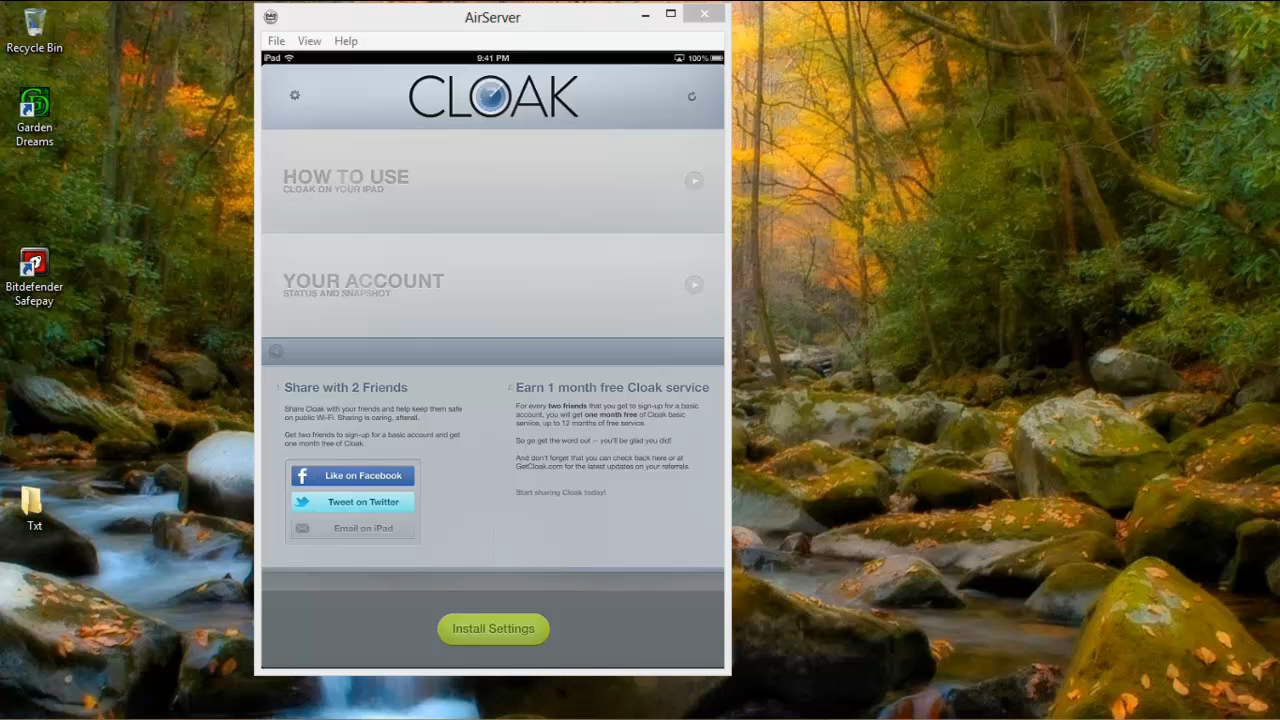 Recycle Bin
Garden
Dreams
Bitdefender
Safepay
Txt
AirServer
File View Help
iPad 9:41 PM 100%
CLOAK
HOW TO USE
CLOAK ON YOUR IPAD
YOUR ACCOUNT
STATUS AND SNAPSHOT
1 Share with 2 Friends
Share Cloak with your friends and help keep them safe
on public Wi-Fi. Sharing is caring, afterall.
Get two friends to sign-up for a basic account and get
one month free of Cloak.
Like on Facebook
Tweet on Twitter
Email on iPad
2 Earn 1 month free Cloak service
For every two friends that you get to sign-up for a basic
account, you will get one month free of Cloak basic
service, up to 12 months of free service.
So go get the word out -- you'll be glad you did!
And don't forget that you can check back here or at
GetCloak.com for the latest updates on your referrals.
Start sharing Cloak today!
Install Settings